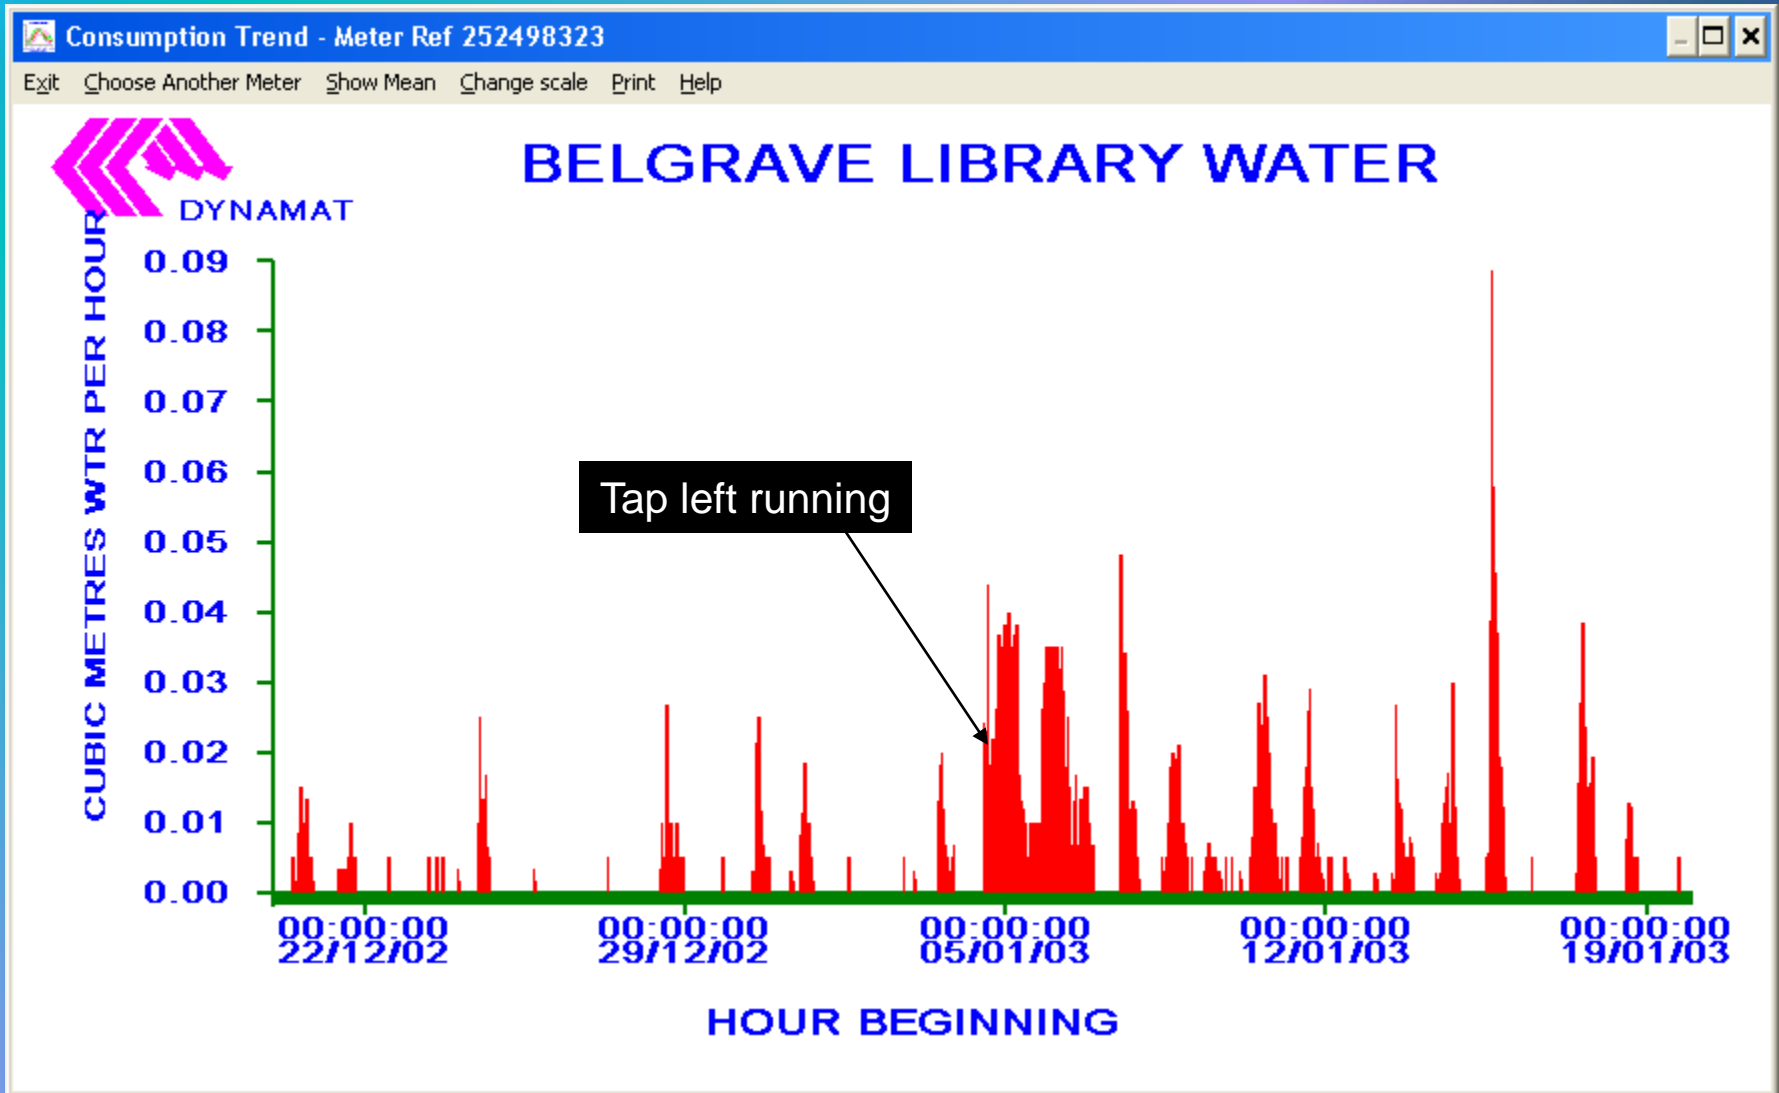 Consumption Trend - Meter Ref 252498323
Exit Choose Another Meter Show Mean Change scale Print Help
BELGRAVE LIBRARY WATER
DYNAMAT
CUBIC METRES WTR PER HOUR
0.09
0.08
0.07
0.06
Tap left running
0.05
0.04
0.03
0.02
0.01
0.00
00:00:00 00:00:00 00:00:00 00:00:00 00:00:00
22/12/02 29/12/02 05/01/03 12/01/03 19/01/03
HOUR BEGINNING